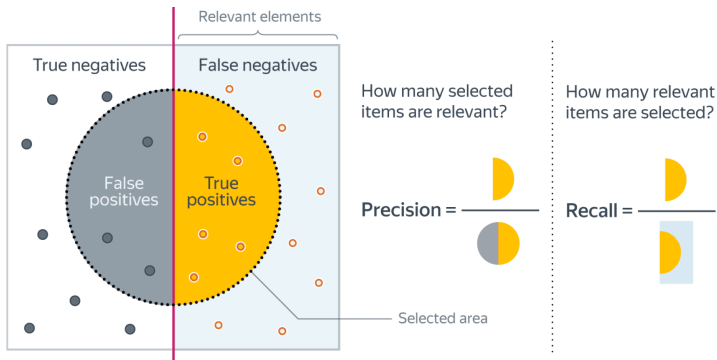 Relevant elements
True negatives
False negatives
False
positives
True
positives
Selected area
How many selected
items are relevant?
Precision =
How many relevant
items are selected?
Recall =